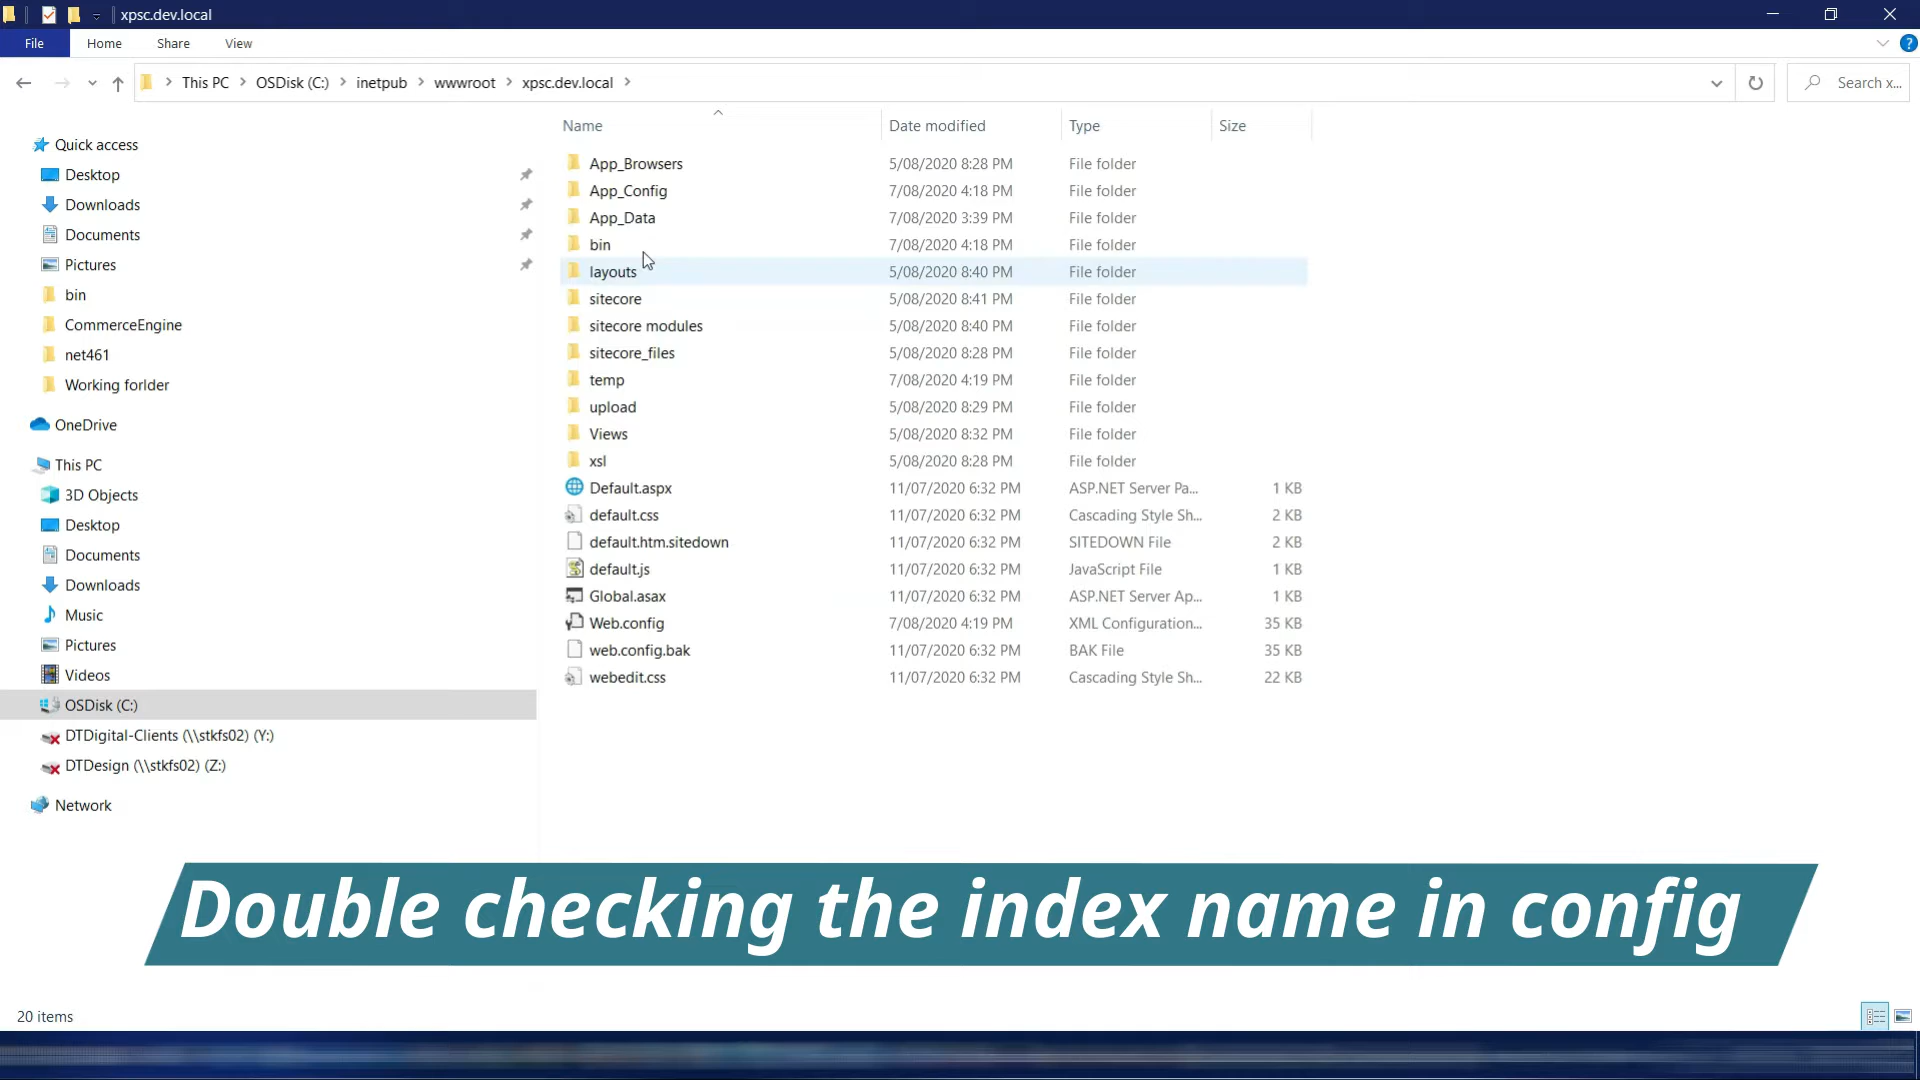 xpsc.dev.local
File Home Share View
This PC OSDisk (C:) inetpub wwwroot xpsc.dev.local Search x...
Name Date modified Type Size
Quick access
Desktop
Downloads
Documents
Pictures
bin
CommerceEngine
net461
Working forlder
OneDrive
This PC
3D Objects
Desktop
Documents
Downloads
Music
Pictures
Videos
OSDisk (C:)
DTDigital-Clients (\\stkfs02) (Y:)
DTDesign (\\stkfs02) (Z:)
Network
App_Browsers 5/08/2020 8:28 PM File folder
App_Config 7/08/2020 4:18 PM File folder
App_Data 7/08/2020 3:39 PM File folder
bin 7/08/2020 4:18 PM File folder
layouts 5/08/2020 8:40 PM File folder
sitecore 5/08/2020 8:41 PM File folder
sitecore modules 5/08/2020 8:40 PM File folder
sitecore_files 5/08/2020 8:28 PM File folder
temp 7/08/2020 4:19 PM File folder
upload 5/08/2020 8:29 PM File folder
Views 5/08/2020 8:32 PM File folder
xsl 5/08/2020 8:28 PM File folder
Default.aspx 11/07/2020 6:32 PM ASP.NET Server Pa... 1 KB
default.css 11/07/2020 6:32 PM Cascading Style Sh... 2 KB
default.htm.sitedown 11/07/2020 6:32 PM SITEDOWN File 2 KB
default.js 11/07/2020 6:32 PM JavaScript File 1 KB
Global.asax 11/07/2020 6:32 PM ASP.NET Server Ap... 1 KB
Web.config 7/08/2020 4:19 PM XML Configuration... 35 KB
web.config.bak 11/07/2020 6:32 PM BAK File 35 KB
webedit.css 11/07/2020 6:32 PM Cascading Style Sh... 22 KB
Double checking the index name in config
20 items